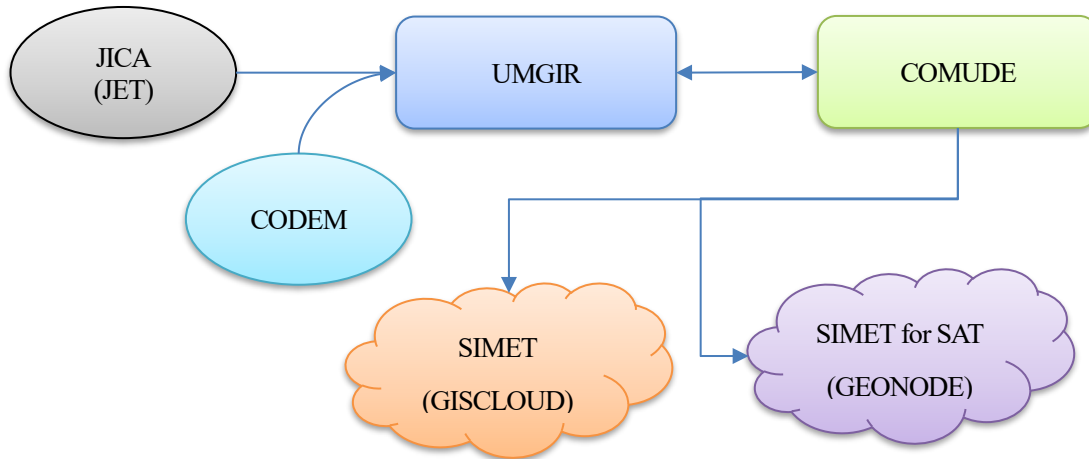 JICA
(JET)
UMGIR
COMUDE
CODEM
SIMET
(GISCLOUD)
SIMET for SAT
(GEONODE)